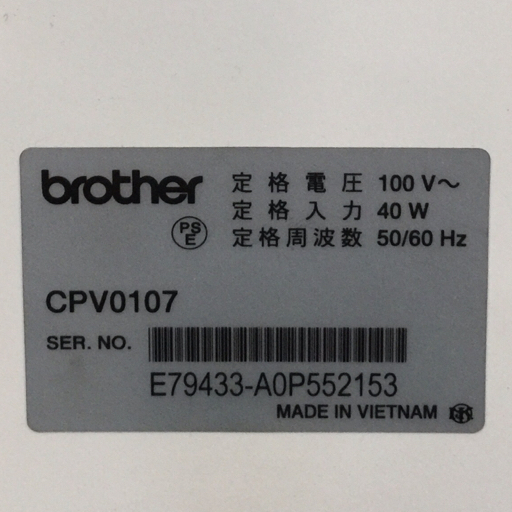 brother
定格電圧 100 V～
定格入力 40 W
定格周波数 50/60 Hz
PS
E
CPV0107
SER. NO.
E79433-A0P552153
MADE IN VIETNAM